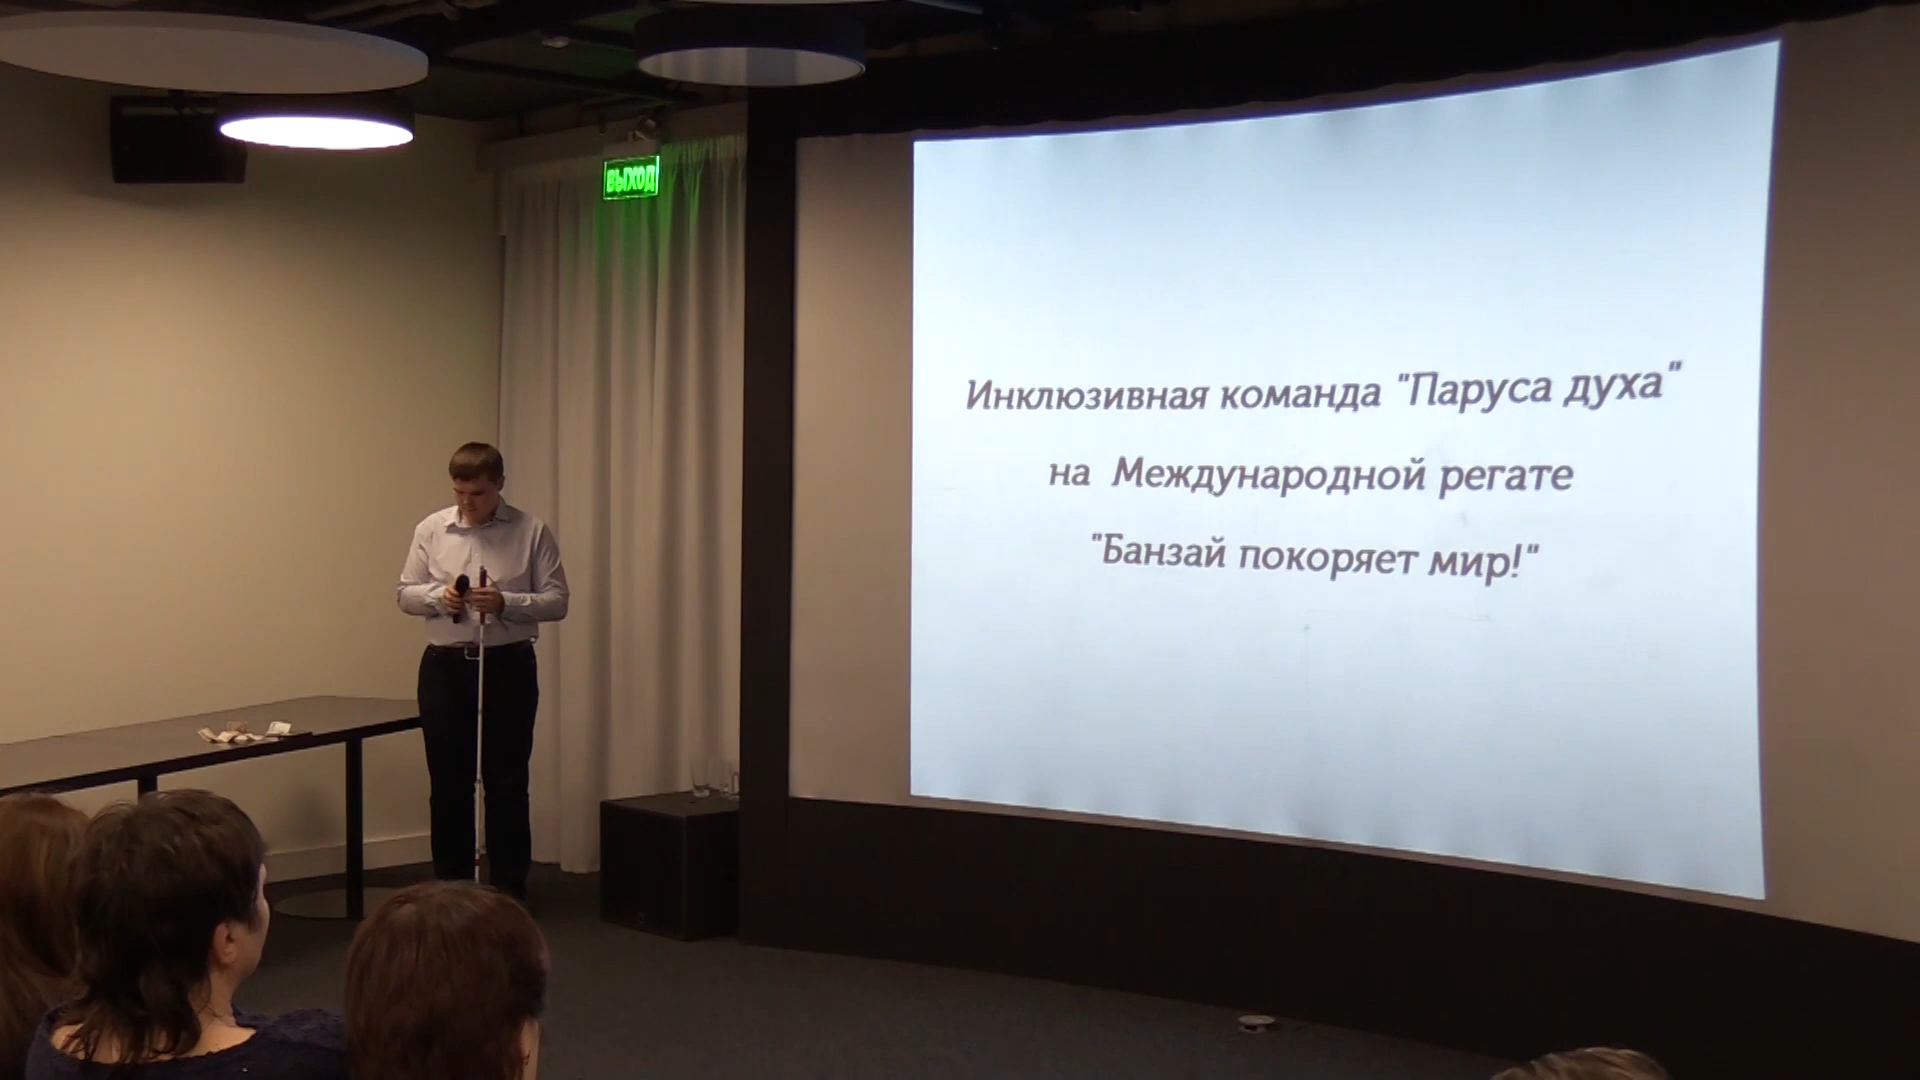 ВЫХОД
Инклюзивная команда "Паруса духа"
на Международной регате
"Банзай покоряет мир!"